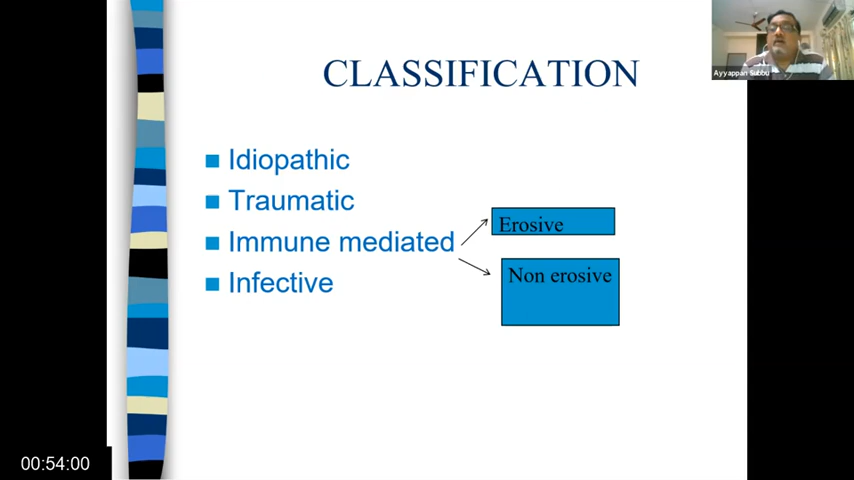 CLASSIFICATION
Ayyappan Subbu
Idiopathic
Traumatic
Immune mediated
Infective
Erosive
Non erosive
00:54:00